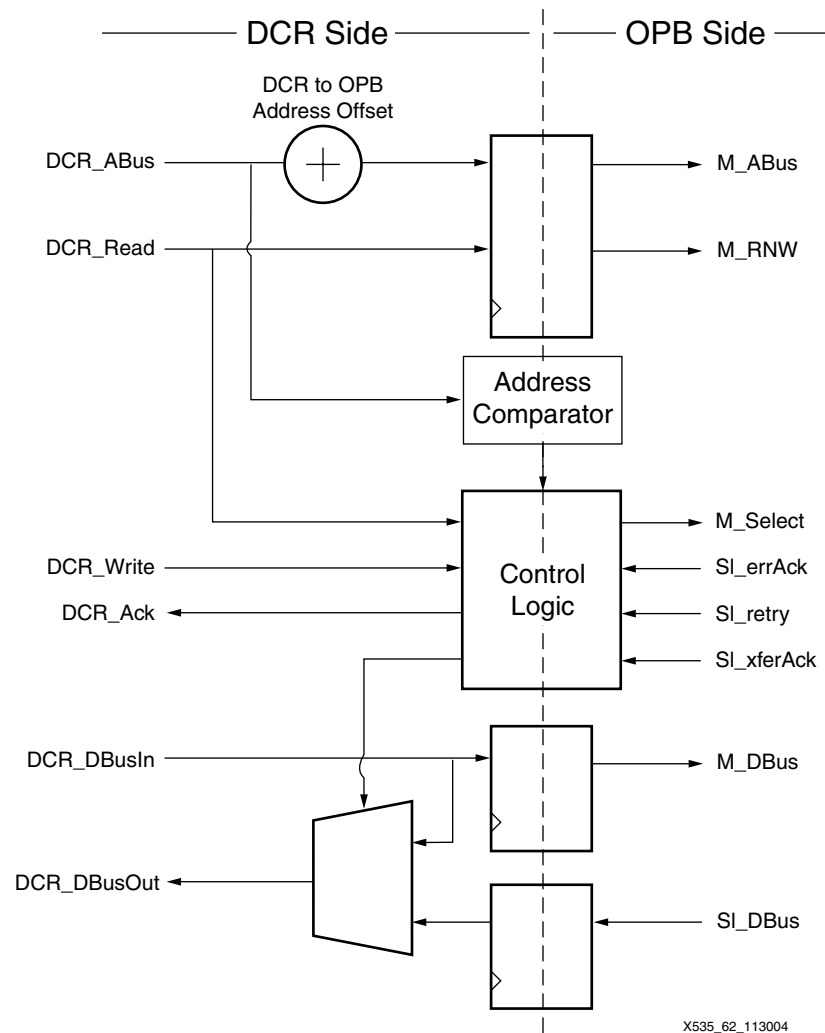 DCR Side
OPB Side
DCR to OPB
Address Offset
DCR_ABus
M_ABus
DCR_Read
M_RNW
Address
Comparator
M_Select
DCR_Write
Sl_errAck
Control
Logic
DCR_Ack
Sl_retry
Sl_xferAck
DCR_DBusIn
M_DBus
DCR_DBusOut
Sl_DBus
X535_62_113004